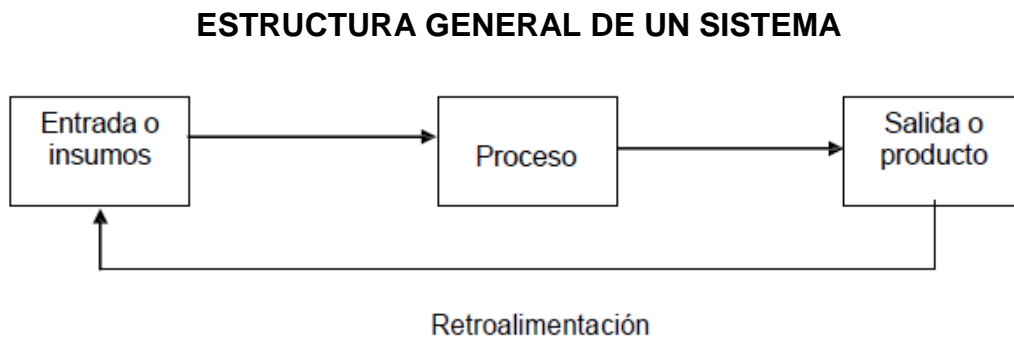 ESTRUCTURA GENERAL DE UN SISTEMA
Entrada o
insumos
Proceso
Salida o
producto
Retroalimentación